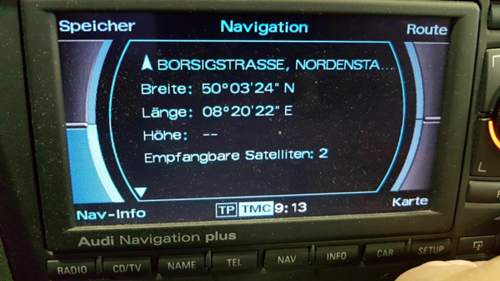 Speicher Navigation Route
BORSIGSTRASSE, NORDENSTA...
Breite: 50°03'24" N
Länge: 08°20'22" E
Höhe: --
Empfangbare Satelliten: 2
Nav-Info TP TMC 9:13 Karte
Audi Navigation plus
RADIO CD/TV NAME TEL NAV INFO CAR SETUP